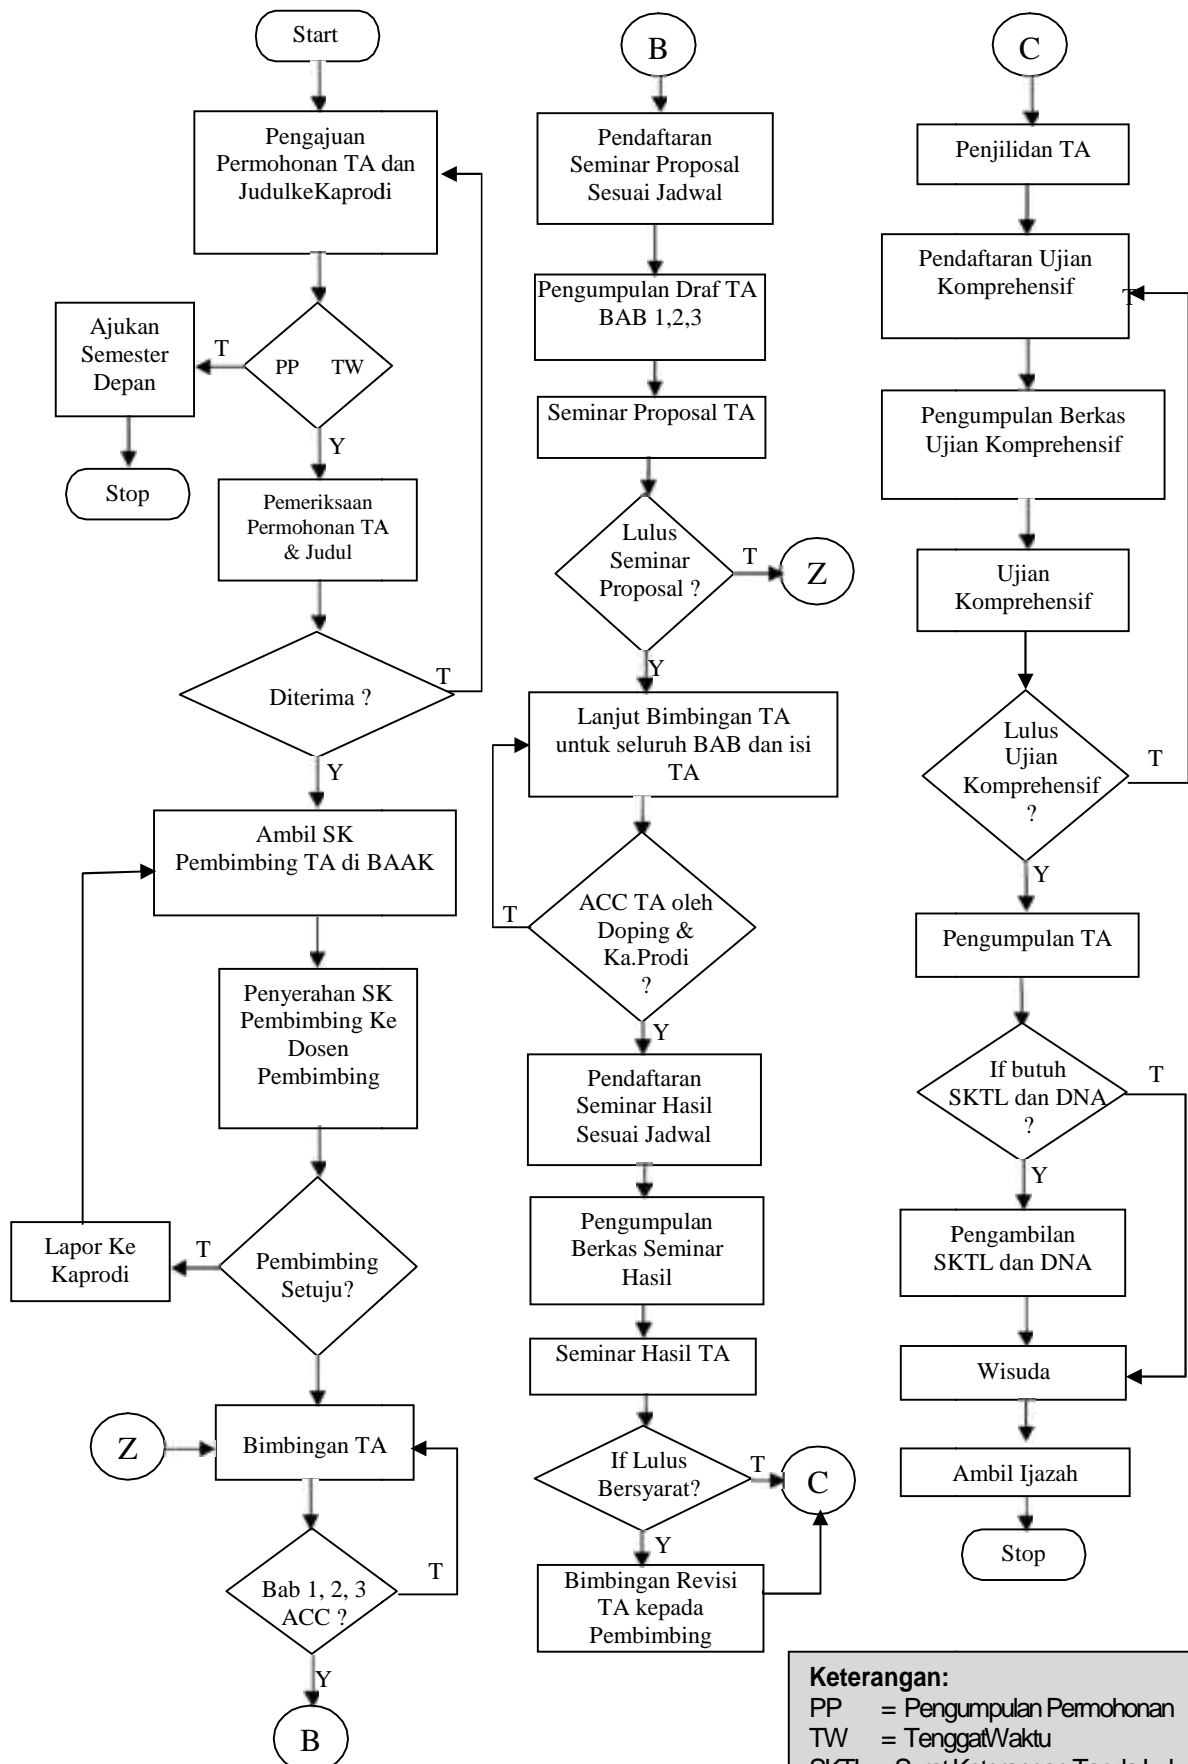 Start
Pengajuan
Permohonan TA dan
JudulkeKaprodi
Ajukan
Semester
Depan
T
PP TW
Y
Stop
Pemeriksaan
Permohonan TA
& Judul
Diterima ?
T
Y
Ambil SK
Pembimbing TA di BAAK
Penyerahan SK
Pembimbing Ke
Dosen
Pembimbing
Lapor Ke
Kaprodi
T
Pembimbing
Setuju?
Z
Bimbingan TA
Bab 1, 2, 3
ACC ?
T
Y
B
B
Pendaftaran
Seminar Proposal
Sesuai Jadwal
Pengumpulan Draf TA
BAB 1,2,3
Seminar Proposal TA
Lulus
Seminar
Proposal ?
T
Z
Y
Lanjut Bimbingan TA
untuk seluruh BAB dan isi
TA
T
ACC TA oleh
Doping &
Ka.Prodi
?
Y
Pendaftaran
Seminar Hasil
Sesuai Jadwal
Pengumpulan
Berkas Seminar
Hasil
Seminar Hasil TA
If Lulus
Bersyarat?
T
C
Y
Bimbingan Revisi
TA kepada
Pembimbing
C
Penjilidan TA
Pendaftaran Ujian
Komprehensif
T
Pengumpulan Berkas
Ujian Komprehensif
Ujian
Komprehensif
Lulus
Ujian
Komprehensif
?
T
Y
Pengumpulan TA
If butuh
SKTL dan DNA
?
T
Y
Pengambilan
SKTL dan DNA
Wisuda
Ambil Ijazah
Stop
Keterangan:
PP = Pengumpulan Permohonan
TW = TenggatWaktu